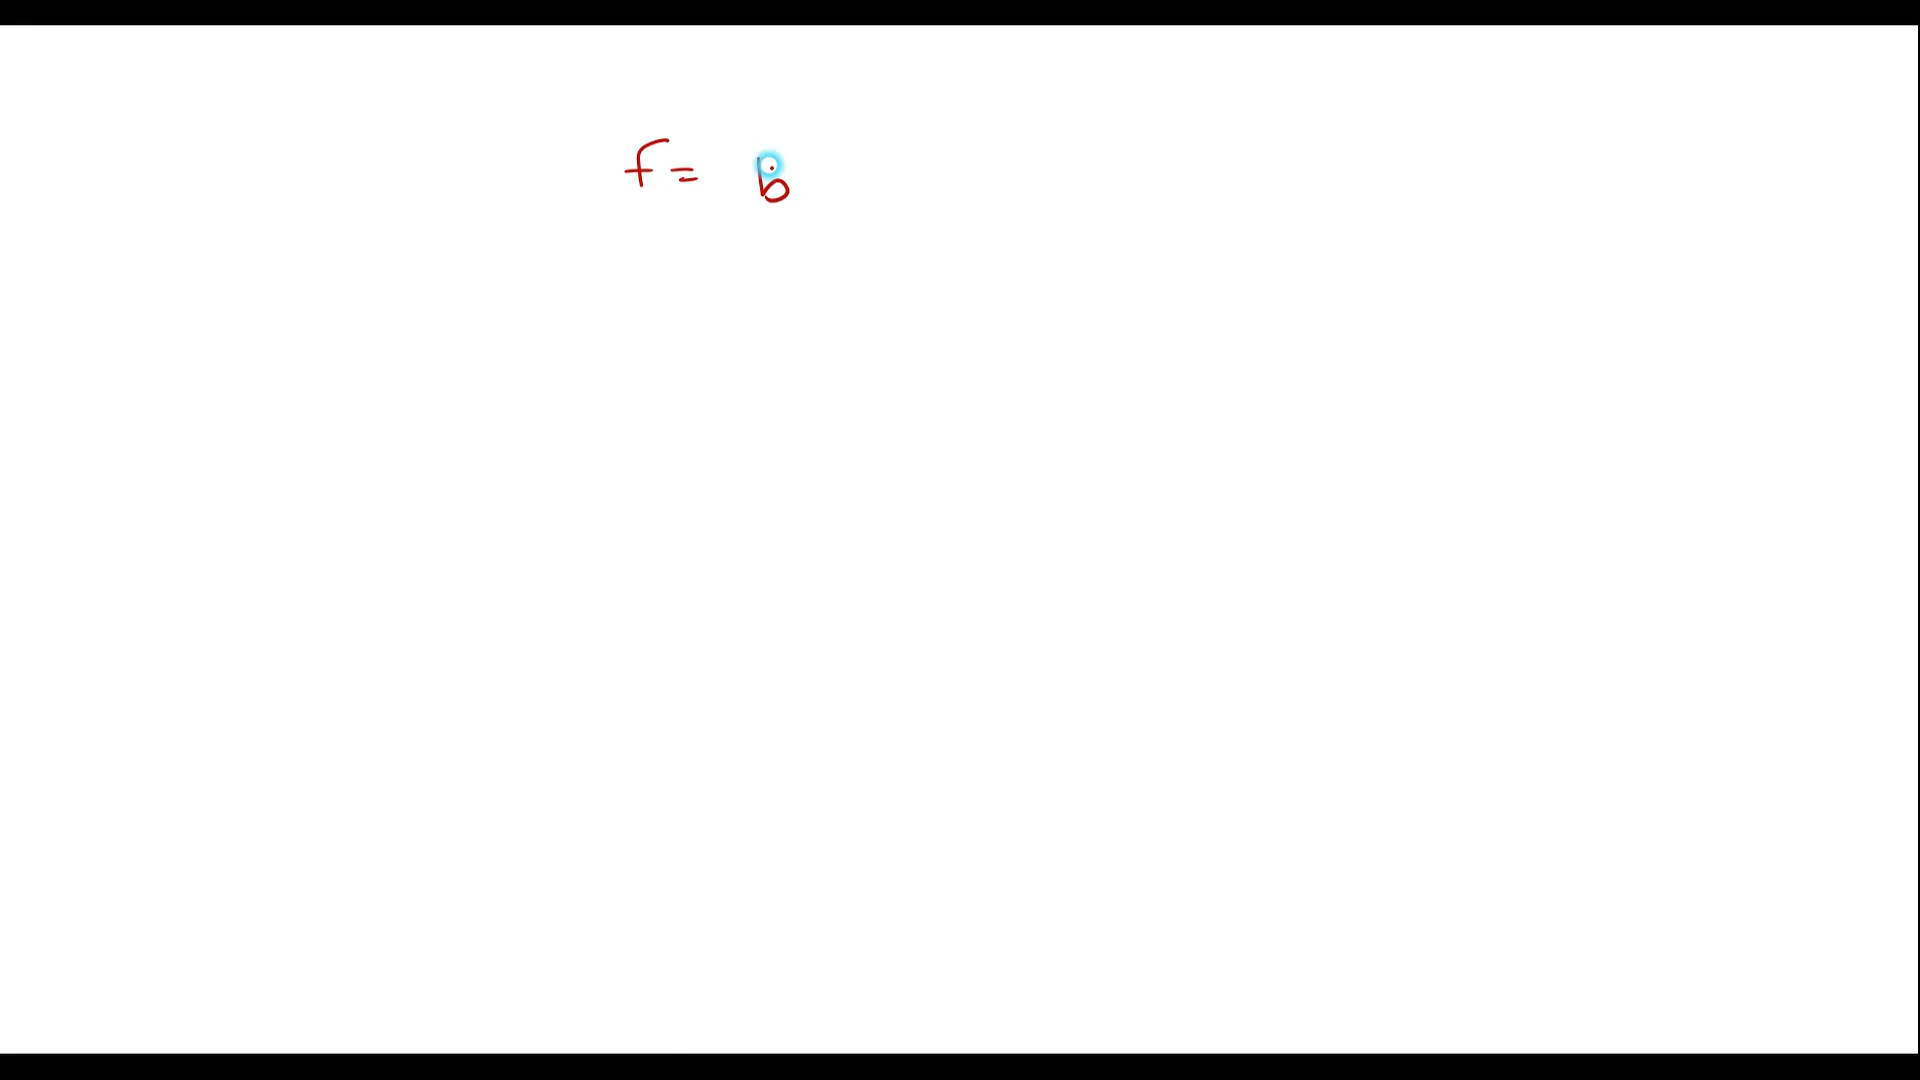 f = b